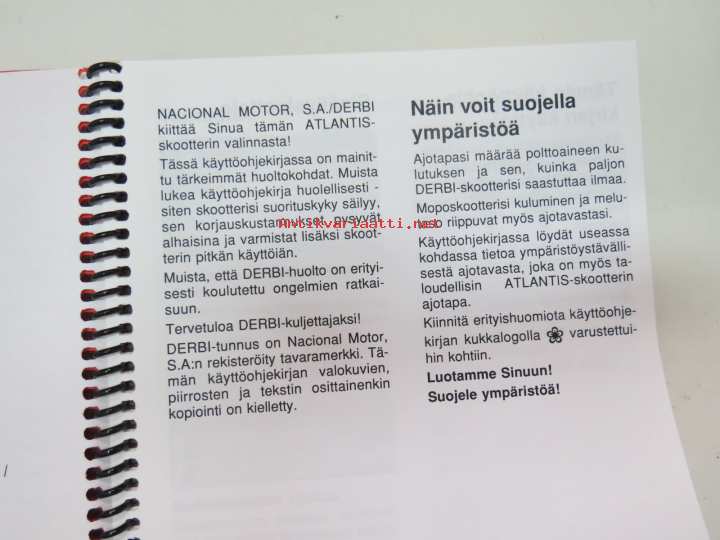 NACIONAL MOTOR, S.A./DERBI
kiittää Sinua tämän ATLANTIS-
skootterin valinnasta!
Tässä käyttöohjekirjassa on mainit-
tu tärkeimmät huoltokohdat. Muista
lukea käyttöohjekirja huolellisesti -
siten skootterisi suorituskyky säilyy,
sen korjauskustannukset pysyvät
alhaisina ja varmistat lisäksi skoot-
terin pitkän käyttöiän.
Muista, että DERBI-huolto on erityi-
sesti koulutettu ongelmien ratkai-
suun.
Tervetuloa DERBI-kuljettajaksi!
DERBI-tunnus on Nacional Motor,
S.A:n rekisteröity tavaramerkki. Tä-
män käyttöohjekirjan valokuvien,
piirrosten ja tekstin osittainenkin
kopiointi on kielletty.
Näin voit suojella
ympäristöä
Ajotapasi määrää polttoaineen ku-
lutuksen ja sen, kuinka paljon
DERBI-skootterisi saastuttaa ilmaa.
Moposkootterisi kuluminen ja melu-
taso riippuvat myös ajotavastasi.
Käyttöohjekirjassa löydät useassa
kohdassa tietoa ympäristöystävälli-
sestä ajotavasta, joka on myös ta-
loudellisin ATLANTIS-skootterin
ajotapa.
Kiinnitä erityishuomiota käyttöohje-
kirjan kukkalogolla varustettui-
hin kohtiin.
Luotamme Sinuun!
Suojele ympäristöä!
Antikvariaatti.net